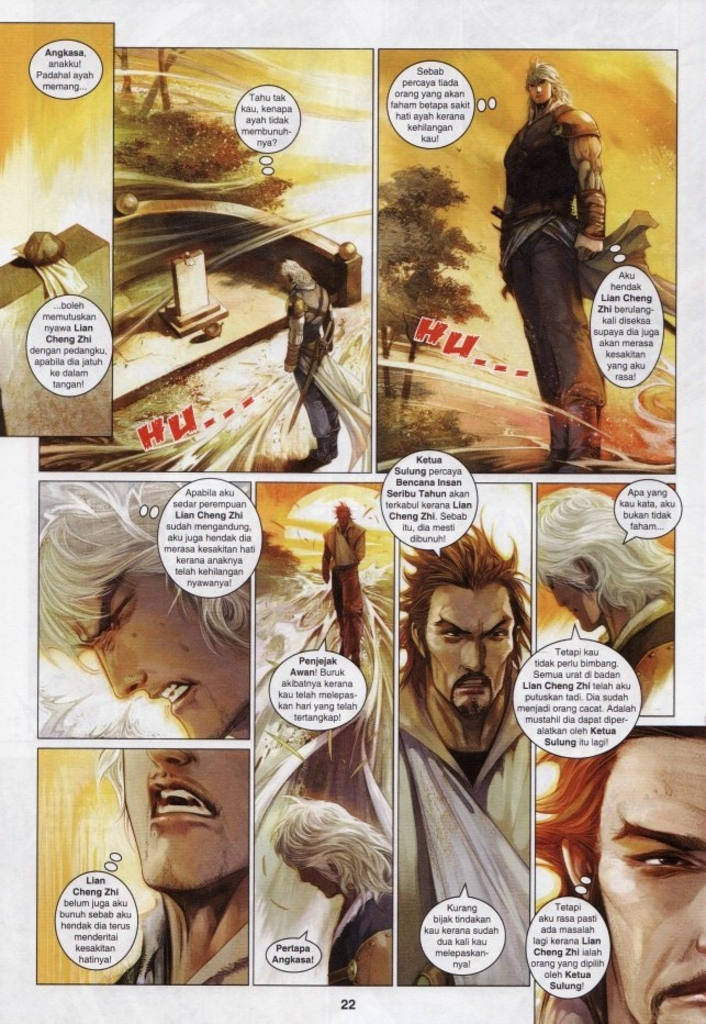 Angkasa,
anakku!
Padahal ayah
memang...
...boleh
memutuskan
nyawa Lian
Cheng Zhi
dengan pedangku,
apabila dia jatuh
ke dalam
tangan!
Tahu tak
kau, kenapa
ayah tidak
membunuh-
nya?
HU...
Sebab
percaya tiada
orang yang akan
faham betapa sakit
hati ayah kerana
kehilangan
kau!
Aku
hendak
Lian Cheng
Zhi berulang-
kali diseksa
supaya dia juga
akan merasa
kesakitan
yang aku
rasa!
HU...
Apabila aku
sedar perempuan
Lian Cheng Zhi
sudah mengandung,
aku juga hendak dia
merasa kesakitan hati
kerana anaknya
telah kehilangan
nyawanya!
Lian
Cheng Zhi
belum juga aku
bunuh sebab aku
hendak dia terus
menderitai
kesakitan
hatinya!
Penjejak
Awan! Buruk
akibatnya kerana
kau telah melepas-
kan hari yang telah
tertangkap!
Pertapa
Angkasa!
Ketua
Sulung percaya
Bencana Insan
Seribu Tahun akan
terkabul kerana Lian
Cheng Zhi. Sebab
itu, dia mesti
dibunuh!
Kurang
bijak tindakan
kau kerana sudah
dua kali kau
melepaskan-
nya!
Apa yang
kau kata, aku
bukan tidak
faham...
Tetapi kau
tidak perlu bimbang.
Semua urat di badan
Lian Cheng Zhi telah aku
putuskan tadi. Dia sudah
menjadi orang cacat. Adalah
mustahil dia dapat diper-
alatkan oleh Ketua
Sulung itu lagi!
Tetapi
aku rasa pasti
ada masalah
lagi kerana Lian
Cheng Zhi ialah
orang yang dipilih
oleh Ketua
Sulung!
22